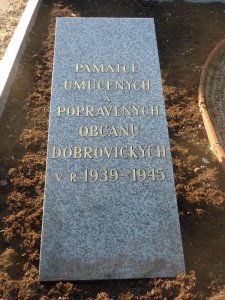 PAMÁTCE
UMUČENÝCH
A
POPRAVENÝCH
OBČANŮ
DOBROVICKÝCH
V R 1939 - 1945